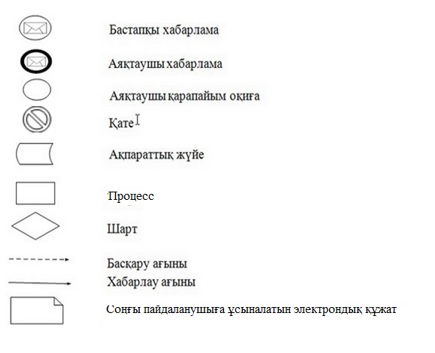 Бастапқы хабарлама
Аяқтаушы хабарлама
Аяқтаушы қарапайым оқиға
Қате
Ақпараттық жүйе
Процесс
Шарт
Басқару ағыны
Хабарлау ағыны
Соңғы пайдаланушыға ұсыналатын электрондық құжат